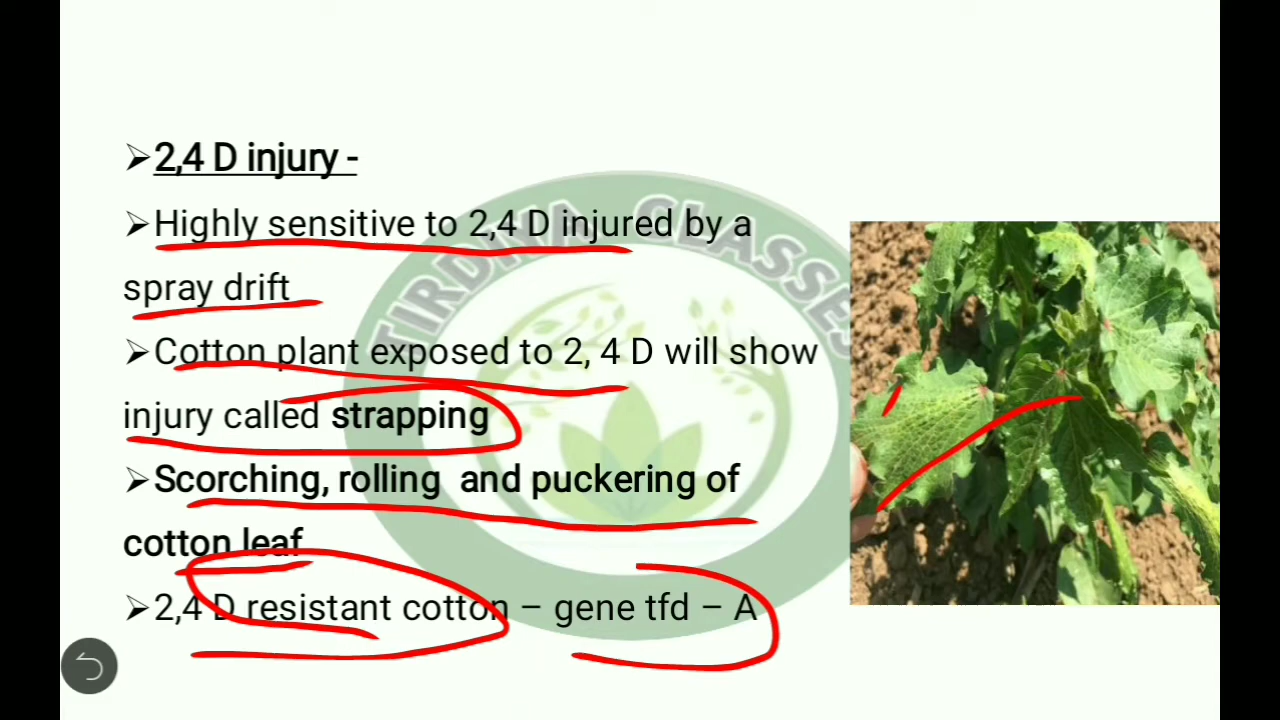 ➢2,4 D injury -
➢Highly sensitive to 2,4 D injured by a
spray drift
➢Cotton plant exposed to 2, 4 D will show
injury called strapping
➢Scorching, rolling and puckering of
cotton leaf
➢2,4 D resistant cotton – gene tfd – A
CLASSES